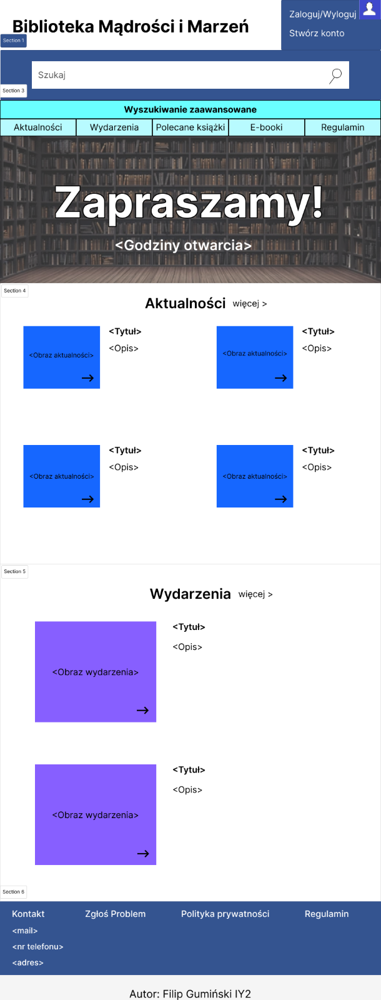 Biblioteka Mądrości i Marzeń
Zaloguj/Wyloguj
Stwórz konto
Section 1
Szukaj
Section 3
Wyszukiwanie zaawansowane
Aktualności
Wydarzenia
Polecane książki
E-booki
Regulamin
Zapraszamy!
<Godziny otwarcia>
Section 4
Aktualności więcej >
<Obraz aktualności>
<Tytuł>
<Opis>
<Obraz aktualności>
<Tytuł>
<Opis>
<Obraz aktualności>
<Tytuł>
<Opis>
<Obraz aktualności>
<Tytuł>
<Opis>
Section 5
Wydarzenia więcej >
<Obraz wydarzenia>
<Tytuł>
<Opis>
<Obraz wydarzenia>
<Tytuł>
<Opis>
Section 6
Kontakt
<mail>
<nr telefonu>
<adres>
Zgłoś Problem
Polityka prywatności
Regulamin
Autor: Filip Gumiński IY2